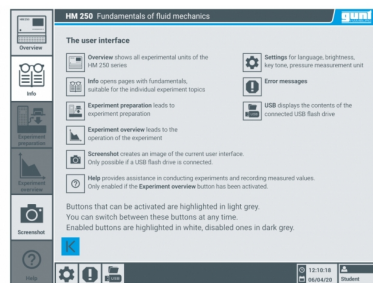 HM 250 Fundamentals of fluid mechanics
gunt
Overview
Info
Experiment preparation
Experiment overview
Screenshot
Help
The user interface
Overview shows all experimental units of the
HM 250 series
Info opens pages with fundamentals,
suitable for the individual experiment topics
Experiment preparation leads to
experiment preparation
Experiment overview leads to the
operation of the experiment
Screenshot creates an image of the current user interface.
Only possible if a USB flash drive is connected.
Help provides assistance in conducting experiments and recording measured values.
Only enabled if the Experiment overview button has been activated.
Settings for language, brightness,
key tone, pressure measurement unit
Error messages
USB displays the contents of the
connected USB flash drive
Buttons that can be activated are highlighted in light grey.
You can switch between these buttons at any time.
Enabled buttons are highlighted in white, disabled ones in dark grey.
USB
12:18:18
06/04/20
Student